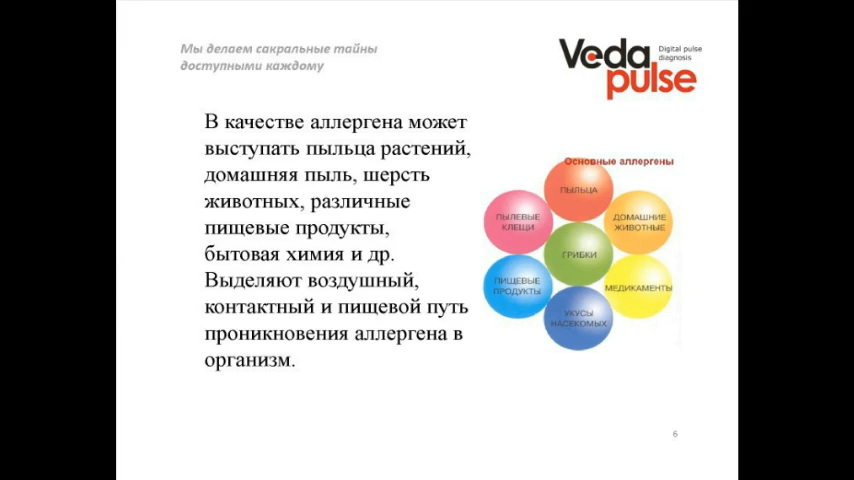 Мы делаем сакральные тайны
доступными каждому
Veda
pulse
Digital pulse
diagnosis
В качестве аллергена может
выступать пыльца растений,
домашняя пыль, шерсть
животных, различные
пищевые продукты,
бытовая химия и др.
Выделяют воздушный,
контактный и пищевой путь
проникновения аллергена в
организм.
Основные аллергены
ПЫЛЬЦА
ПЫЛЕВЫЕ
КЛЕЩИ
ДОМАШНИЕ
ЖИВОТНЫЕ
ГРИБКИ
ПИЩЕВЫЕ
ПРОДУКТЫ
МЕДИКАМЕНТЫ
УКУСЫ
НАСЕКОМЫХ
6